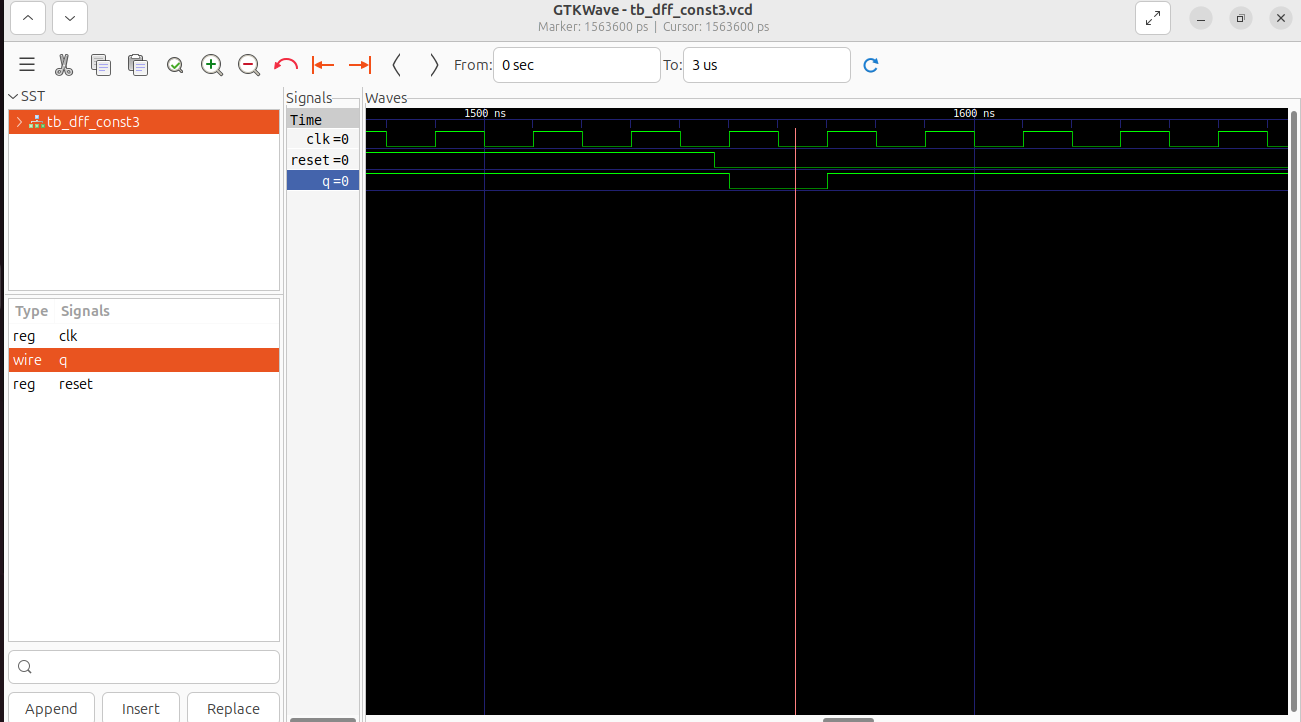 GTKWave - tb_dff_const3.vcd
Marker: 1563600 ps | Cursor: 1563600 ps
From: 0 sec To: 3 us
SST
tb_dff_const3
Type Signals
reg clk
wire q
reg reset
Append Insert Replace
Signals
Time
clk=0
reset=0
q=0
Waves
1500 ns 1600 ns